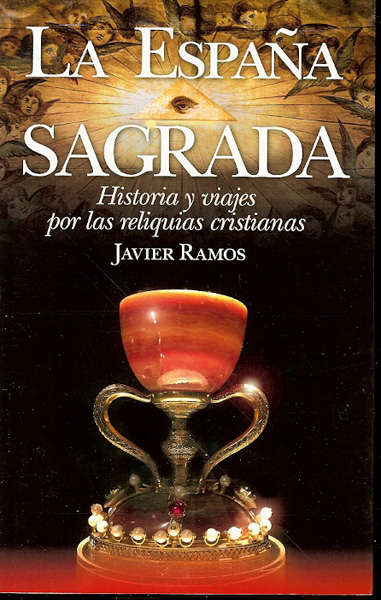 LA ESPAÑA
SAGRADA
Historia y viajes
por las reliquias cristianas
JAVIER RAMOS